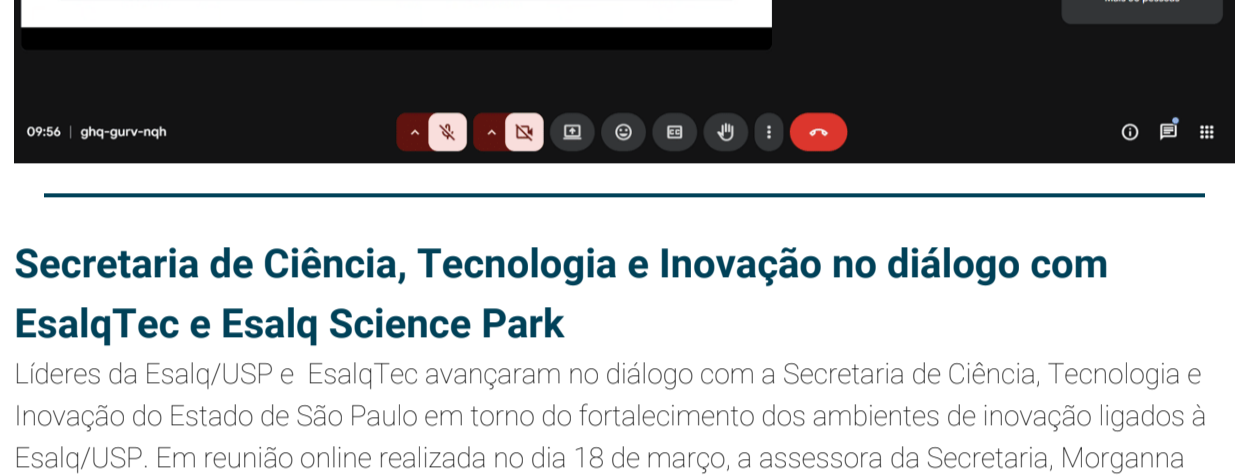 09:56 | ghq-gurv-nqh
Secretaria de Ciência, Tecnologia e Inovação no diálogo com
EsalqTec e Esalq Science Park
Líderes da Esalq/USP e EsalqTec avançaram no diálogo com a Secretaria de Ciência, Tecnologia e
Inovação do Estado de São Paulo em torno do fortalecimento dos ambientes de inovação ligados à
Esalq/USP. Em reunião online realizada no dia 18 de março, a assessora da Secretaria, Morganna